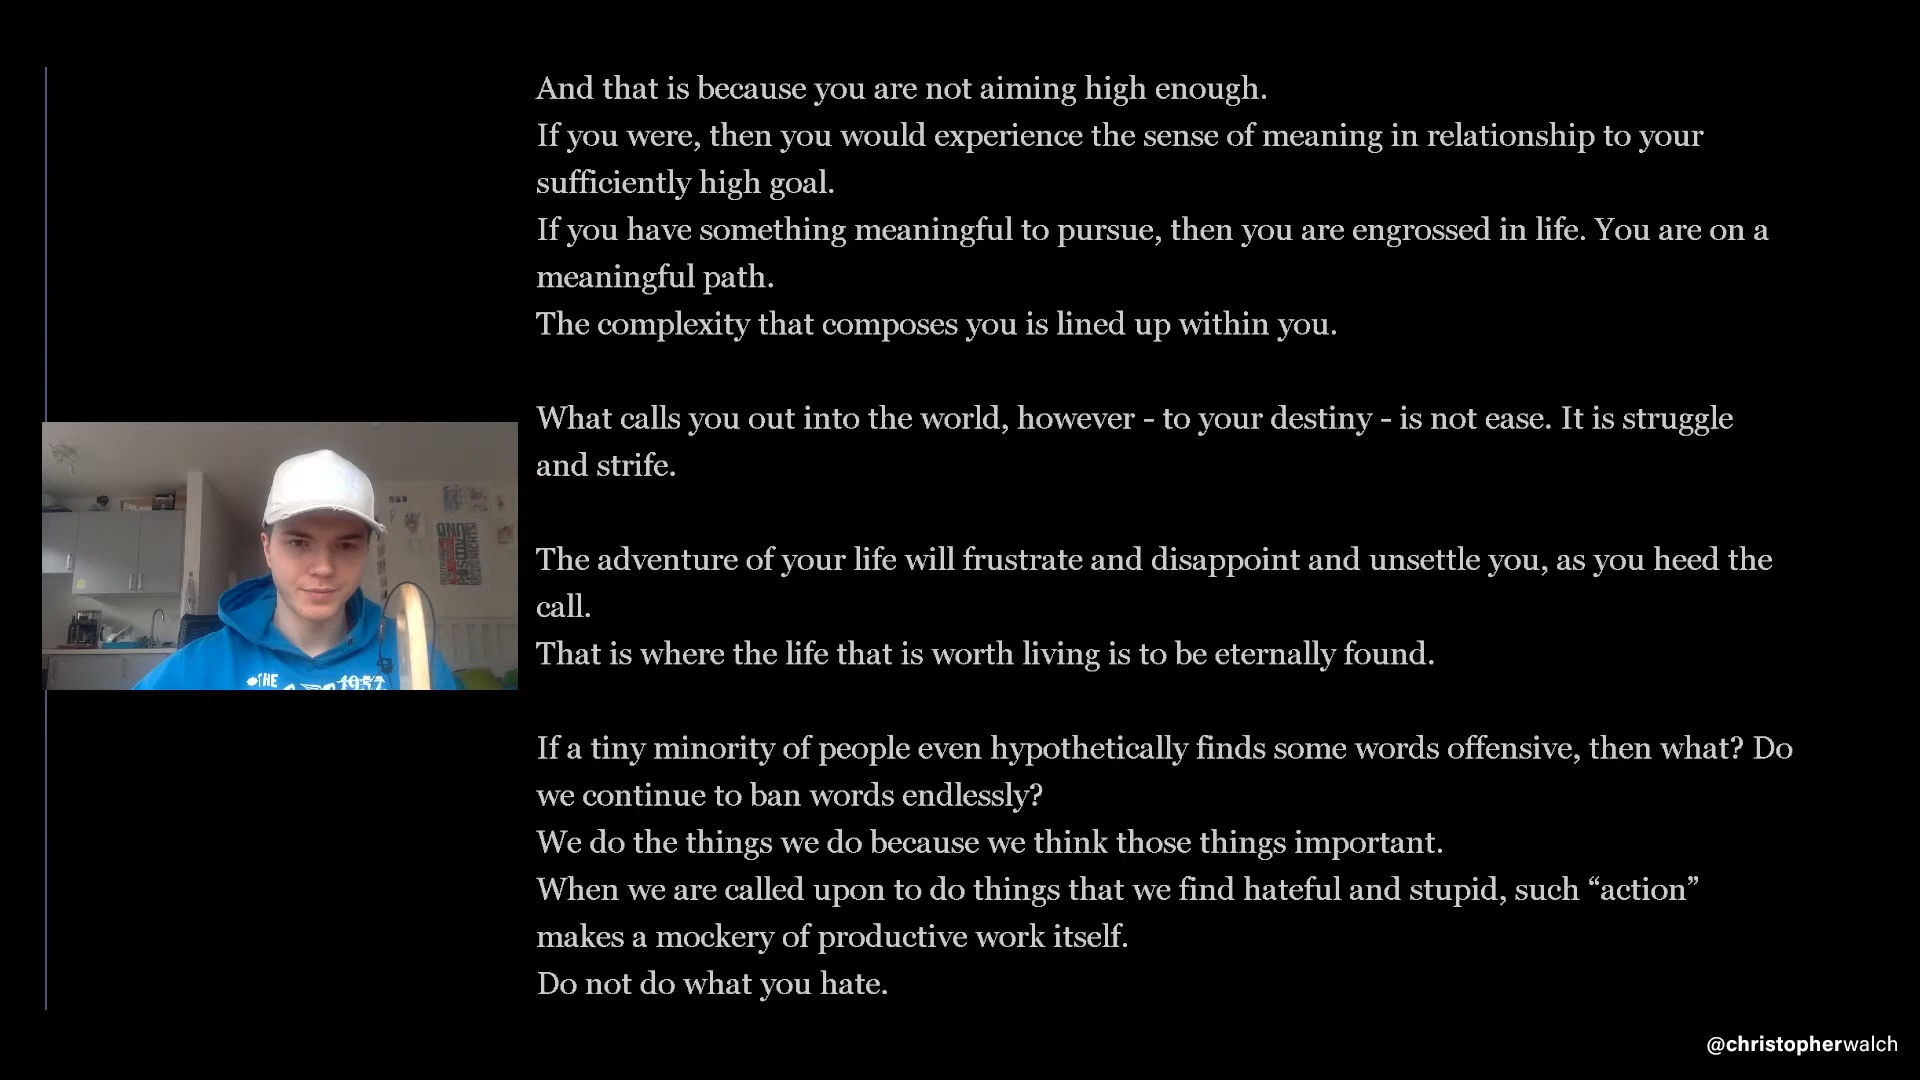 And that is because you are not aiming high enough.
If you were, then you would experience the sense of meaning in relationship to your
sufficiently high goal.
If you have something meaningful to pursue, then you are engrossed in life. You are on a
meaningful path.
The complexity that composes you is lined up within you.
What calls you out into the world, however - to your destiny - is not ease. It is struggle
and strife.
The adventure of your life will frustrate and disappoint and unsettle you, as you heed the
call.
That is where the life that is worth living is to be eternally found.
If a tiny minority of people even hypothetically finds some words offensive, then what? Do
we continue to ban words endlessly?
We do the things we do because we think those things important.
When we are called upon to do things that we find hateful and stupid, such “action”
makes a mockery of productive work itself.
Do not do what you hate.
THE
1957
@christopherwalch